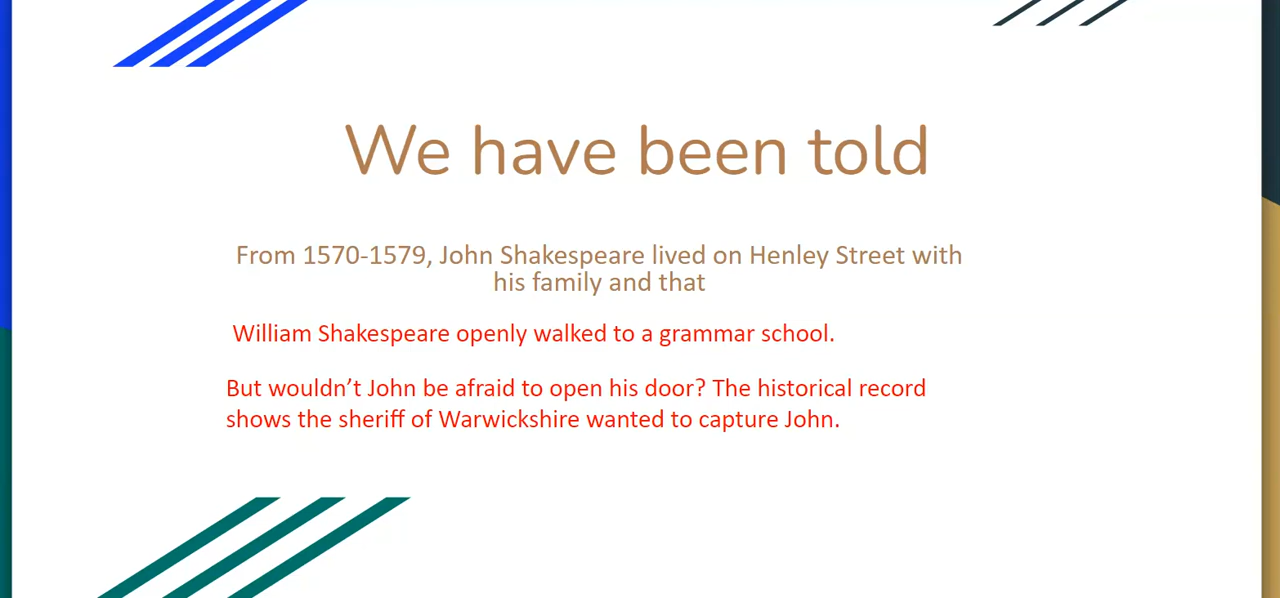 We have been told
From 1570-1579, John Shakespeare lived on Henley Street with
his family and that
William Shakespeare openly walked to a grammar school.
But wouldn’t John be afraid to open his door? The historical record
shows the sheriff of Warwickshire wanted to capture John.